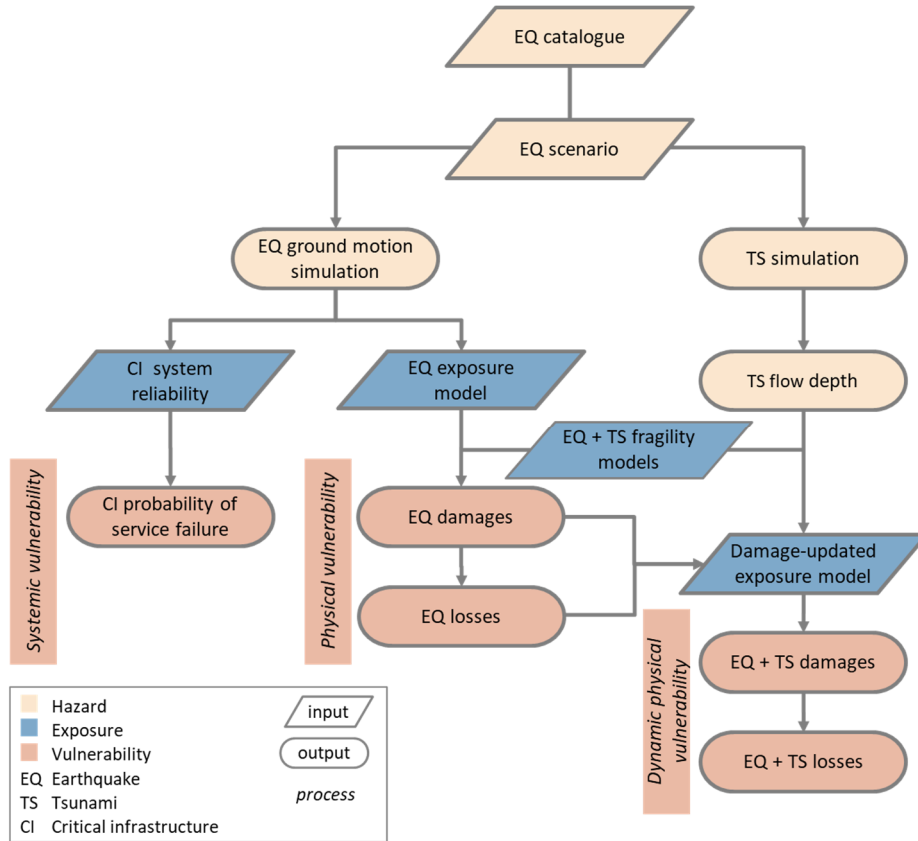 EQ catalogue
EQ scenario
EQ ground motion
simulation
TS simulation
CI system
reliability
EQ exposure
model
TS flow depth
EQ + TS fragility
models
Systemic vulnerability
CI probability of
service failure
Physical vulnerability
EQ damages
EQ losses
Damage-updated
exposure model
Dynamic physical
vulnerability
EQ + TS damages
EQ + TS losses
Hazard
Exposure
Vulnerability
EQ Earthquake
TS Tsunami
CI Critical infrastructure
input
output
process